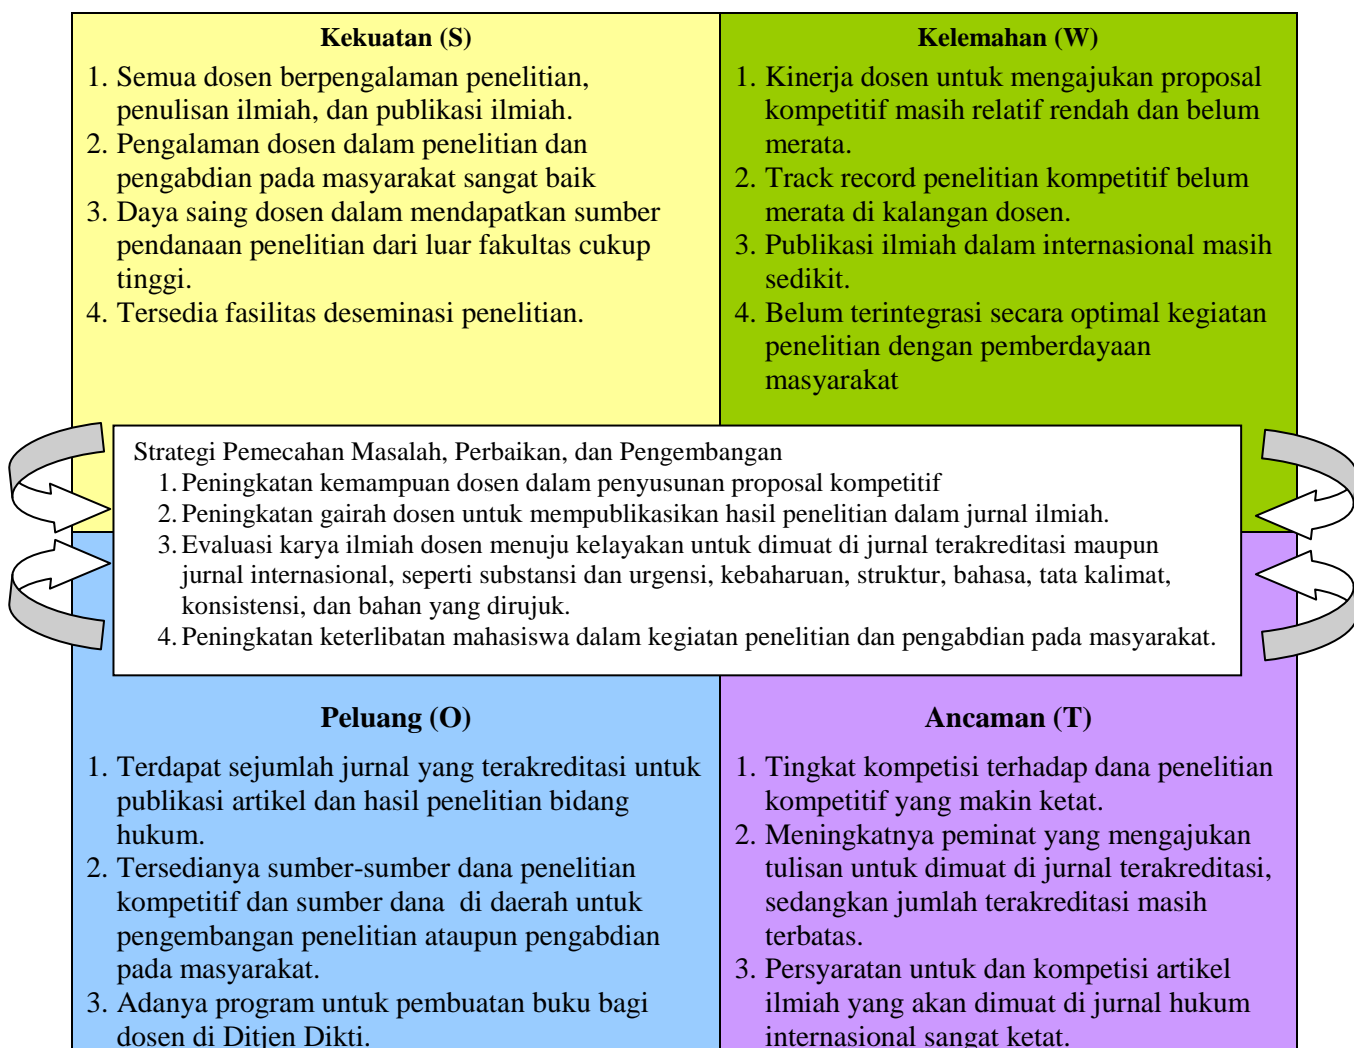 Kekuatan (S)
1. Semua dosen berpengalaman penelitian,
penulisan ilmiah, dan publikasi ilmiah.
2. Pengalaman dosen dalam penelitian dan
pengabdian pada masyarakat sangat baik
3. Daya saing dosen dalam mendapatkan sumber
pendanaan penelitian dari luar fakultas cukup
tinggi.
4. Tersedia fasilitas deseminasi penelitian.
Kelemahan (W)
1. Kinerja dosen untuk mengajukan proposal
kompetitif masih relatif rendah dan belum
merata.
2. Track record penelitian kompetitif belum
merata di kalangan dosen.
3. Publikasi ilmiah dalam internasional masih
sedikit.
4. Belum terintegrasi secara optimal kegiatan
penelitian dengan pemberdayaan
masyarakat
Strategi Pemecahan Masalah, Perbaikan, dan Pengembangan
1. Peningkatan kemampuan dosen dalam penyusunan proposal kompetitif
2. Peningkatan gairah dosen untuk mempublikasikan hasil penelitian dalam jurnal ilmiah.
3. Evaluasi karya ilmiah dosen menuju kelayakan untuk dimuat di jurnal terakreditasi maupun
jurnal internasional, seperti substansi dan urgensi, kebaharuan, struktur, bahasa, tata kalimat,
konsistensi, dan bahan yang dirujuk.
4. Peningkatan keterlibatan mahasiswa dalam kegiatan penelitian dan pengabdian pada masyarakat.
Peluang (O)
1. Terdapat sejumlah jurnal yang terakreditasi untuk
publikasi artikel dan hasil penelitian bidang
hukum.
2. Tersedianya sumber-sumber dana penelitian
kompetitif dan sumber dana di daerah untuk
pengembangan penelitian ataupun pengabdian
pada masyarakat.
3. Adanya program untuk pembuatan buku bagi
dosen di Ditjen Dikti.
Ancaman (T)
1. Tingkat kompetisi terhadap dana penelitian
kompetitif yang makin ketat.
2. Meningkatnya peminat yang mengajukan
tulisan untuk dimuat di jurnal terakreditasi,
sedangkan jumlah terakreditasi masih
terbatas.
3. Persyaratan untuk dan kompetisi artikel
ilmiah yang akan dimuat di jurnal hukum
internasional sangat ketat.